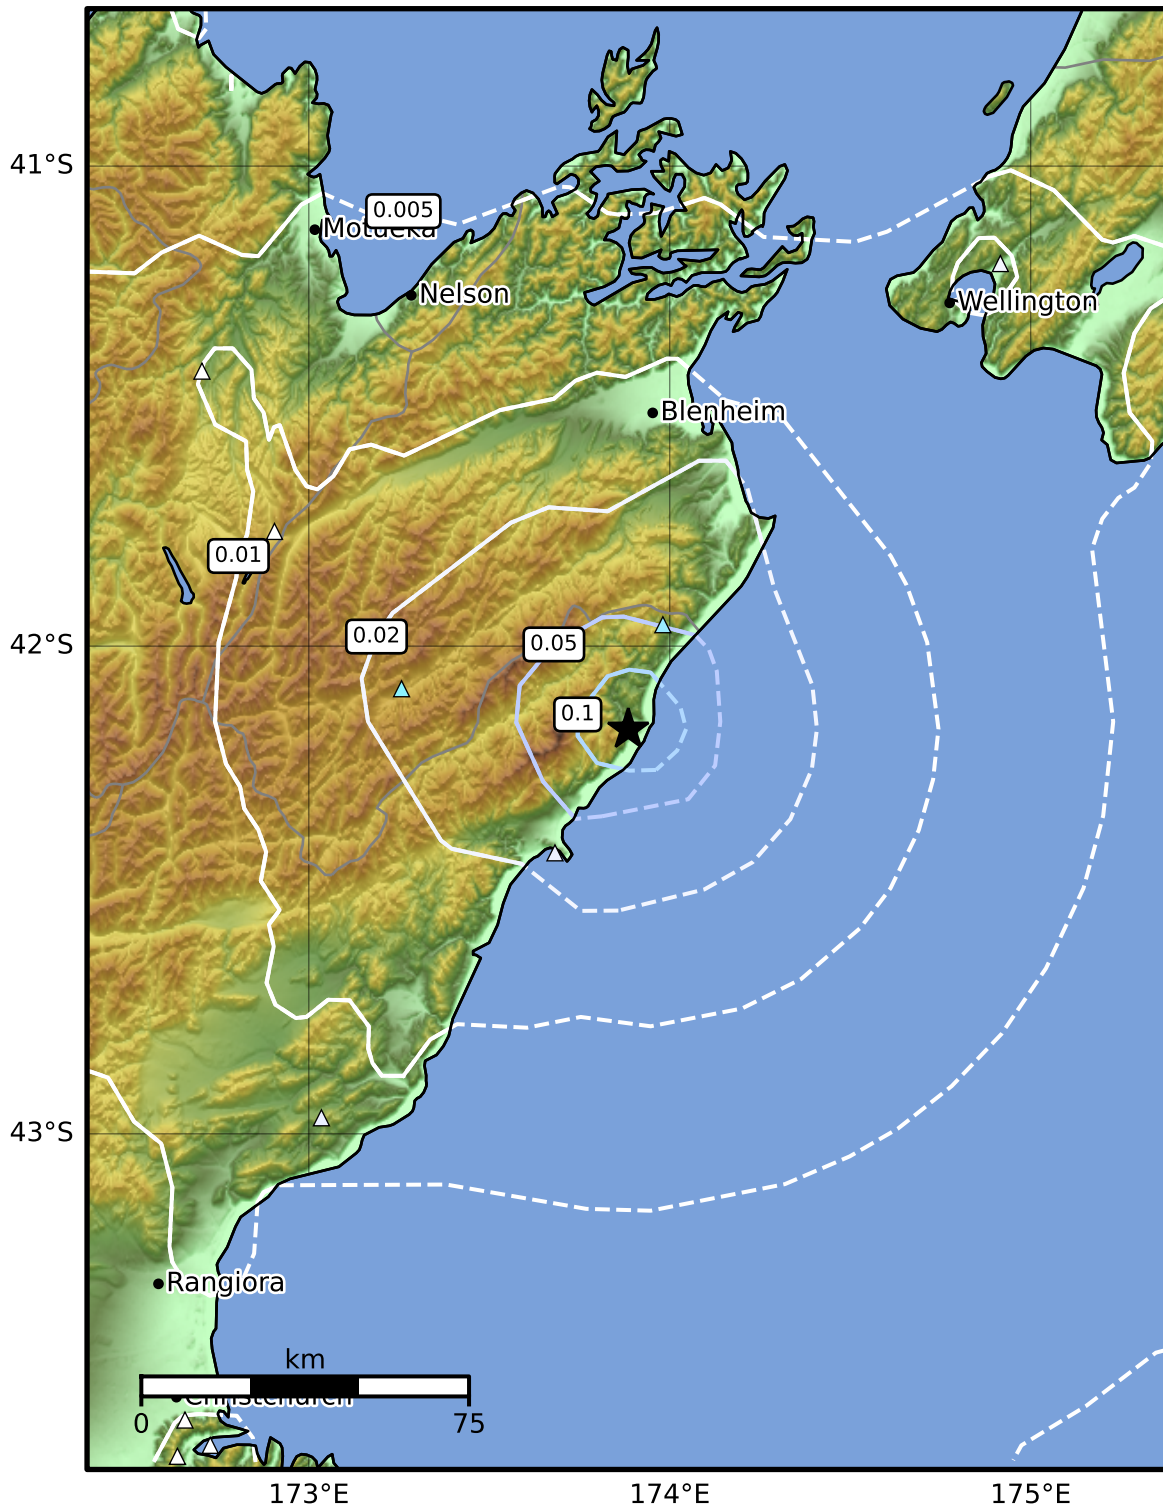 41°S
0.005
Motueka
Nelson
Wellington
Blenheim
0.01
0.02
0.05
42°S
0.1
43°S
Rangiora
km
Christchurch
0
75
173°E
174°E
175°E